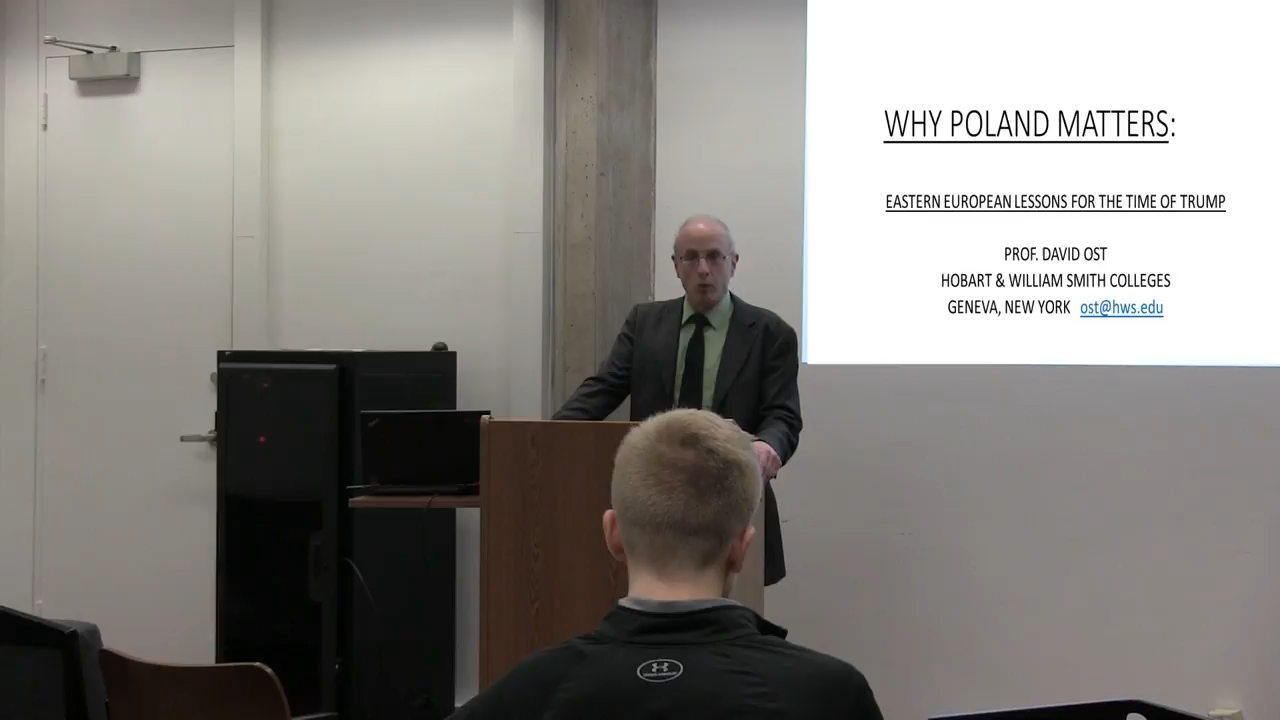 WHY POLAND MATTERS:
EASTERN EUROPEAN LESSONS FOR THE TIME OF TRUMP
PROF. DAVID OST
HOBART & WILLIAM SMITH COLLEGES
GENEVA, NEW YORK ost@hws.edu
UNDER ARMOUR